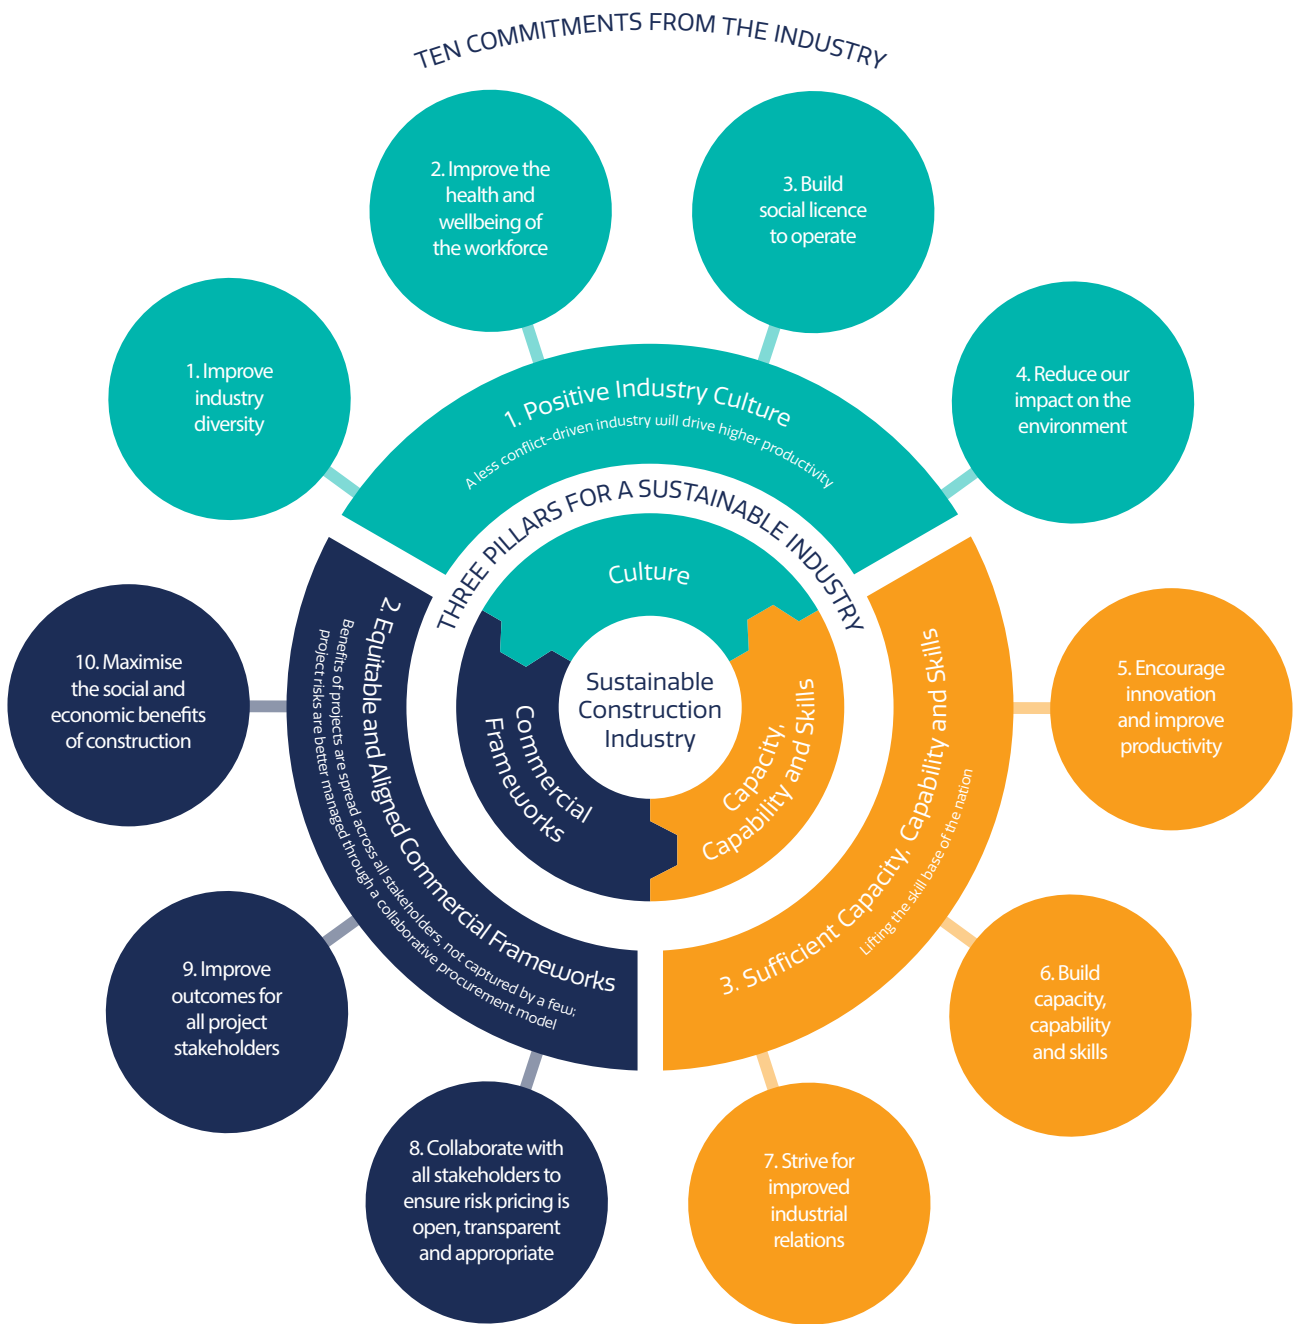 TEN COMMITMENTS FROM THE INDUSTRY
1. Improve
industry
diversity
2. Improve the
health and
wellbeing of
the workforce
3. Build
social licence
to operate
4. Reduce our
impact on the
environment
5. Encourage
innovation
and improve
productivity
6. Build
capacity,
capability
and skills
7. Strive for
improved
industrial
relations
8. Collaborate with
all stakeholders to
ensure risk pricing is
open, transparent
and appropriate
9. Improve
outcomes for
all project
stakeholders
10. Maximise
the social and
economic benefits
of construction
1. Positive Industry Culture
A less conflict-driven industry will drive higher productivity
2. Equitable and Aligned Commercial Frameworks
Benefits of projects are spread across all stakeholders, not captured by a few;
project risks are better managed through a collaborative procurement model
3. Sufficient Capacity, Capability and Skills
Lifting the skill base of the nation
THREE PILLARS FOR A SUSTAINABLE INDUSTRY
Culture
Commercial
Frameworks
Capacity,
Capability and Skills
Sustainable
Construction
Industry